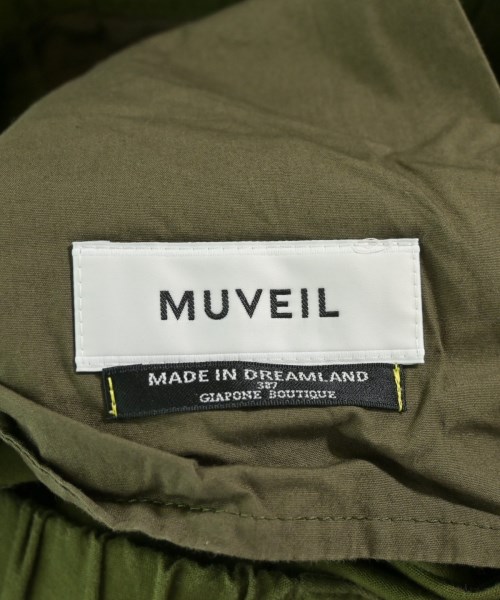 MUVEIL
MADE IN DREAMLAND
387
GIAPONE BOUTIQUE